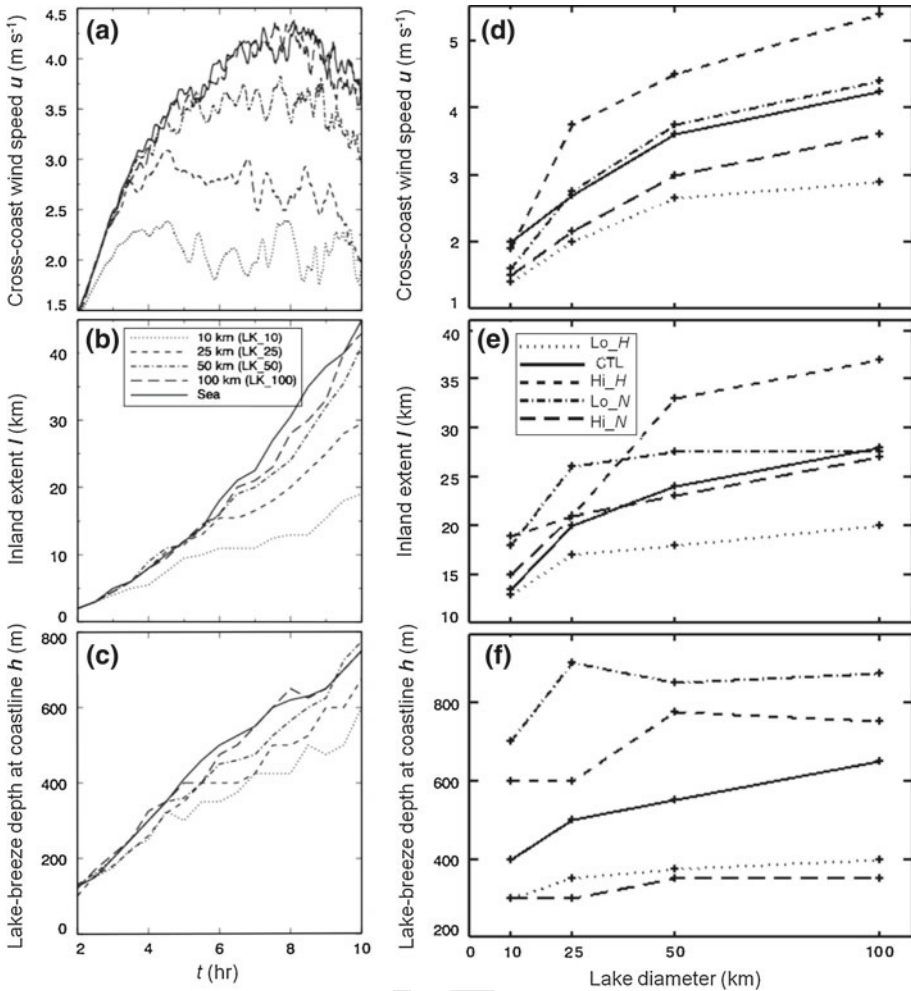 (a)
Cross-coast wind speed u (m s⁻¹)
4.5
4.0
3.5
3.0
2.5
2.0
1.5
(b)
10 km (LK_10)
25 km (LK_25)
50 km (LK_50)
100 km (LK_100)
Sea
Inland extent l (km)
40
30
20
10
0
(c)
Lake-breeze depth at coastline h (m)
800
600
400
200
0
2
4
6
8
10
t (hr)
(d)
Cross-coast wind speed u (m s⁻¹)
5
4
3
2
1
(e)
Lo_H
CTL
Hi_H
Lo_N
Hi_N
Inland extent l (km)
40
35
30
25
20
15
10
(f)
Lake-breeze depth at coastline h (m)
800
600
400
200
0
10
25
50
100
Lake diameter (km)